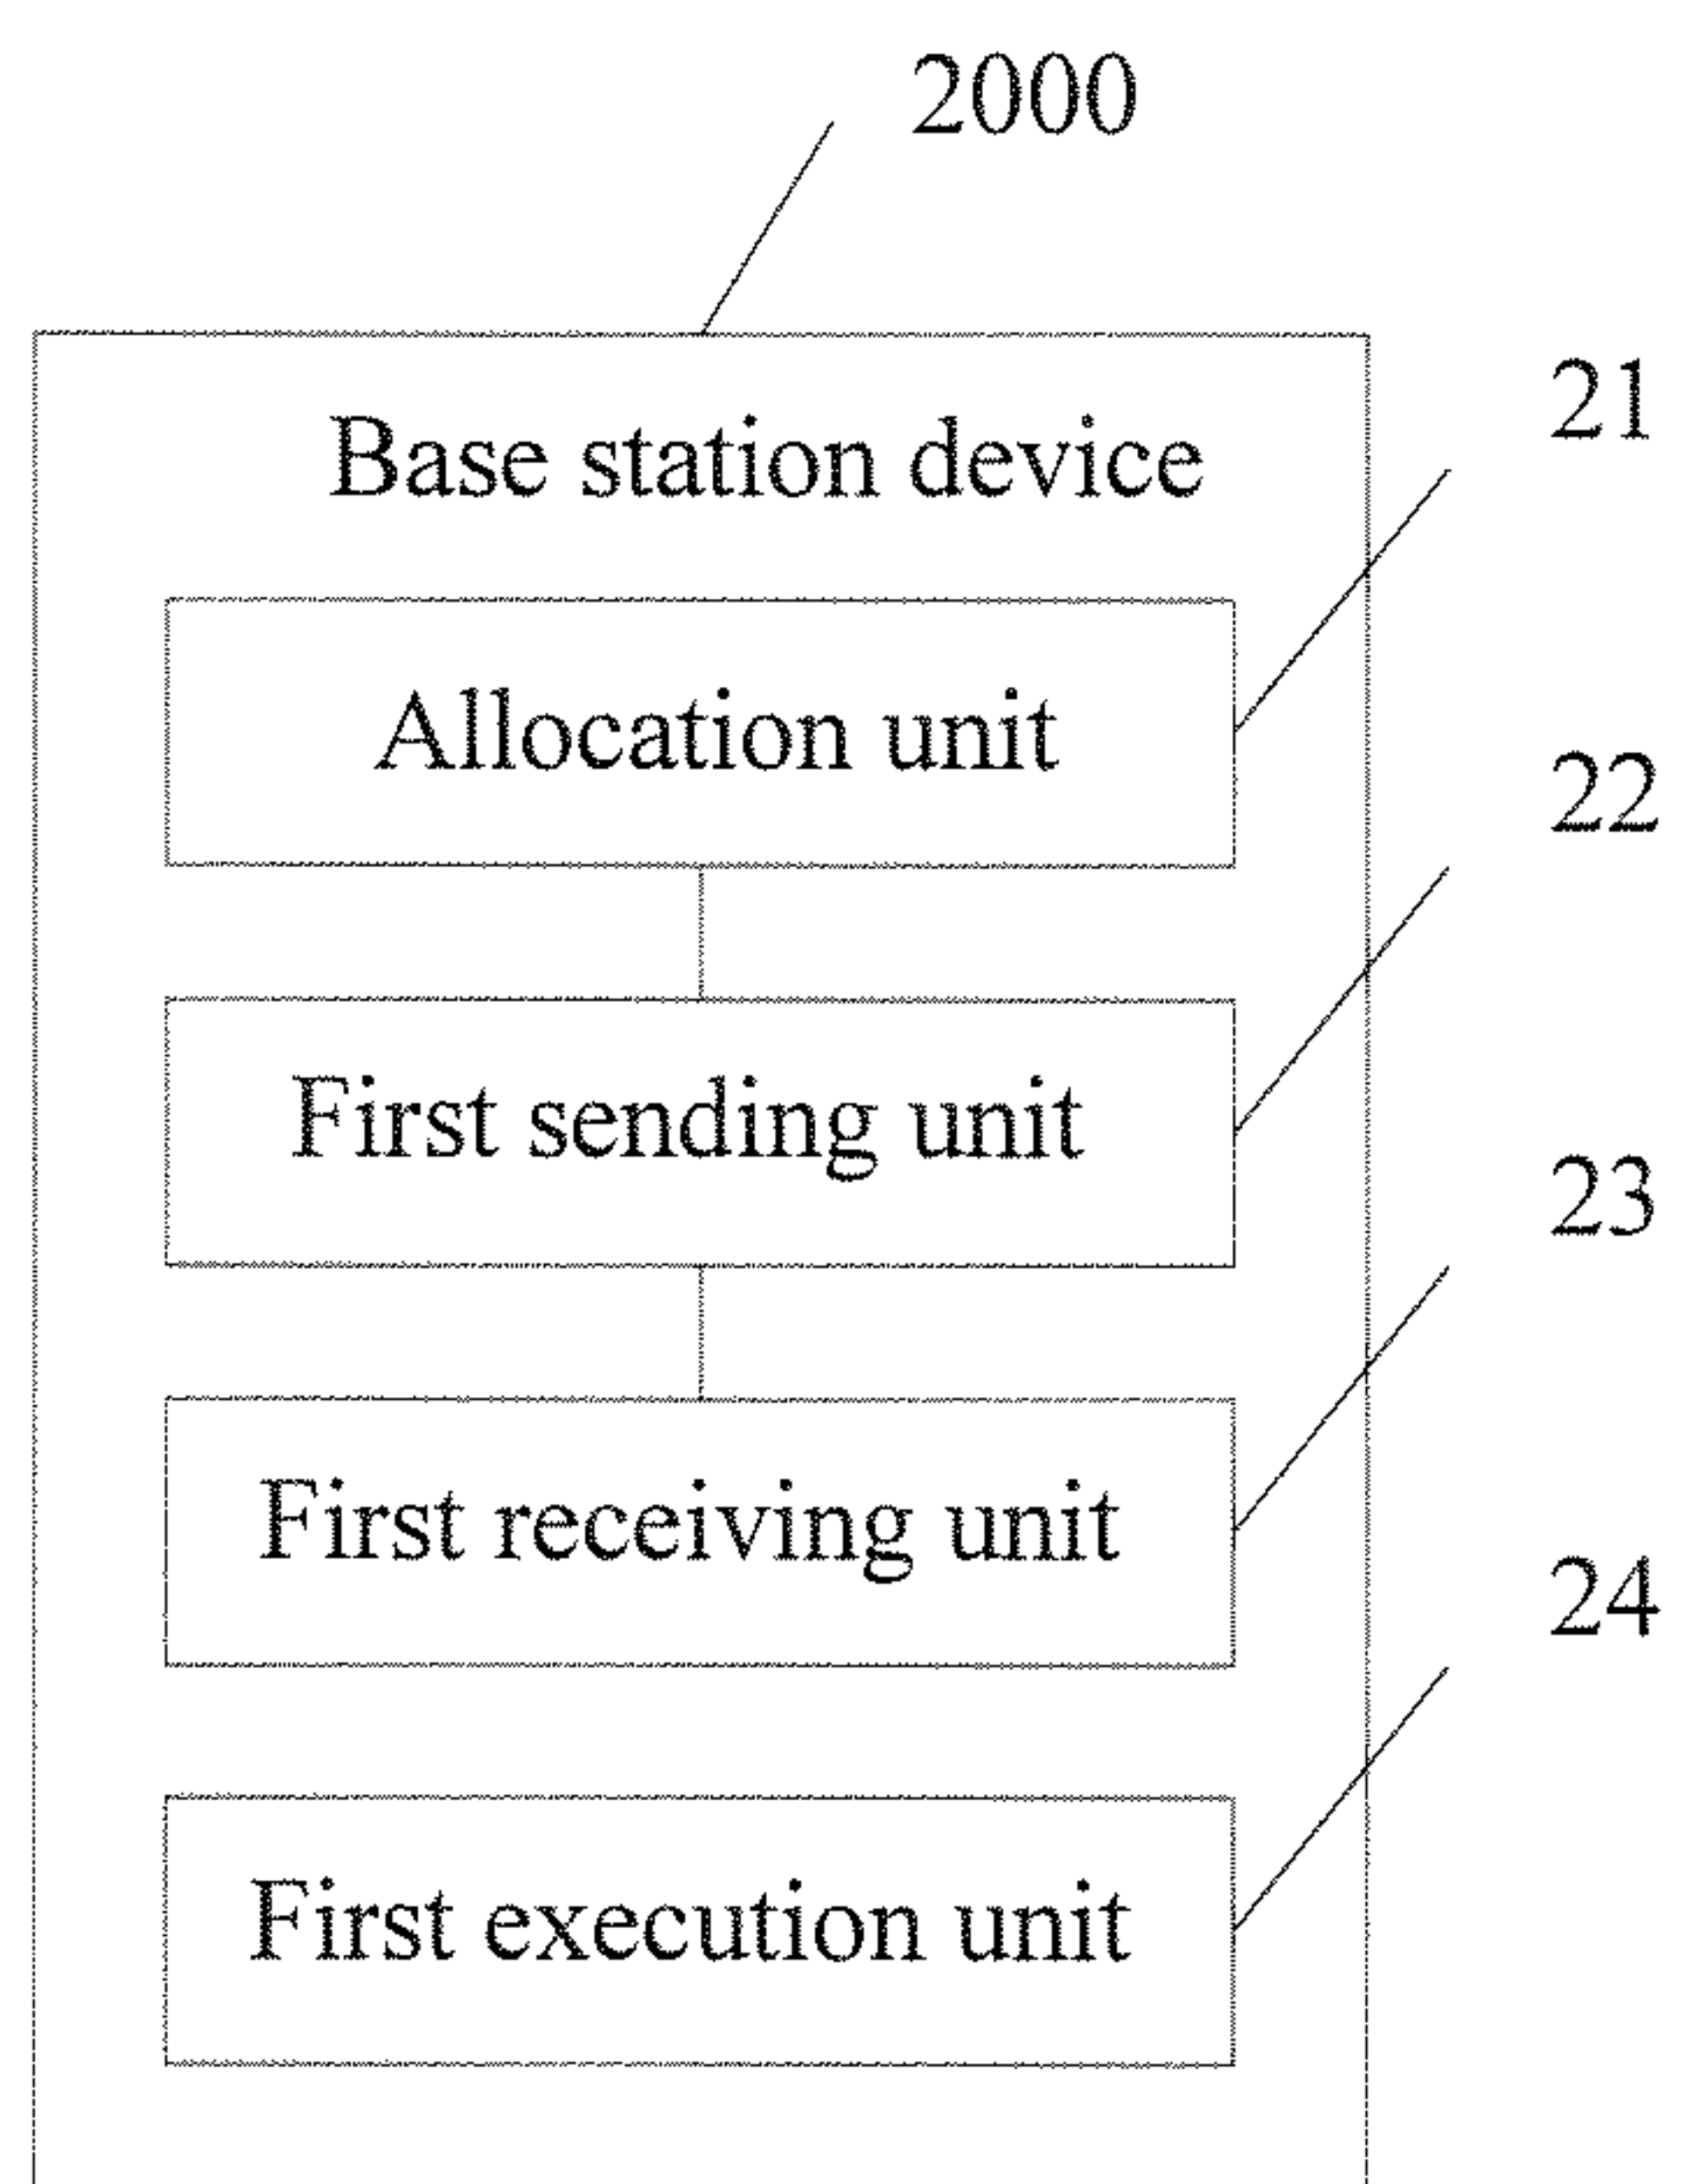 2000
Base station device
21
Allocation unit
22
First sending unit
23
First receiving unit
24
First execution unit